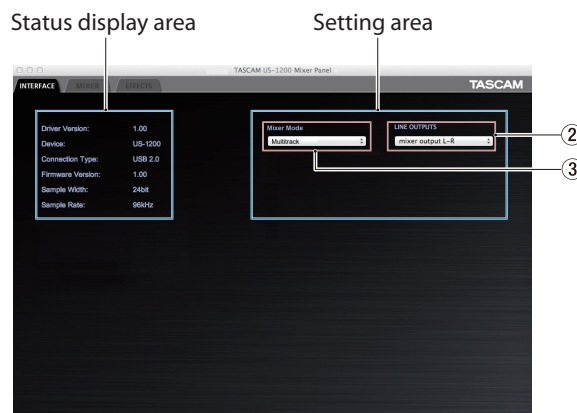 Status display area
Setting area
TASCAM US-1200 Mixer Panel
INTERFACE
MIXER
EFFECTS
TASCAM
Driver Version: 1.00
Device: US-1200
Connection Type: USB 2.0
Firmware Version: 1.00
Sample Width: 24bit
Sample Rate: 96kHz
Mixer Mode
Multitrack
LINE OUTPUTS
mixer output L-R
②
③